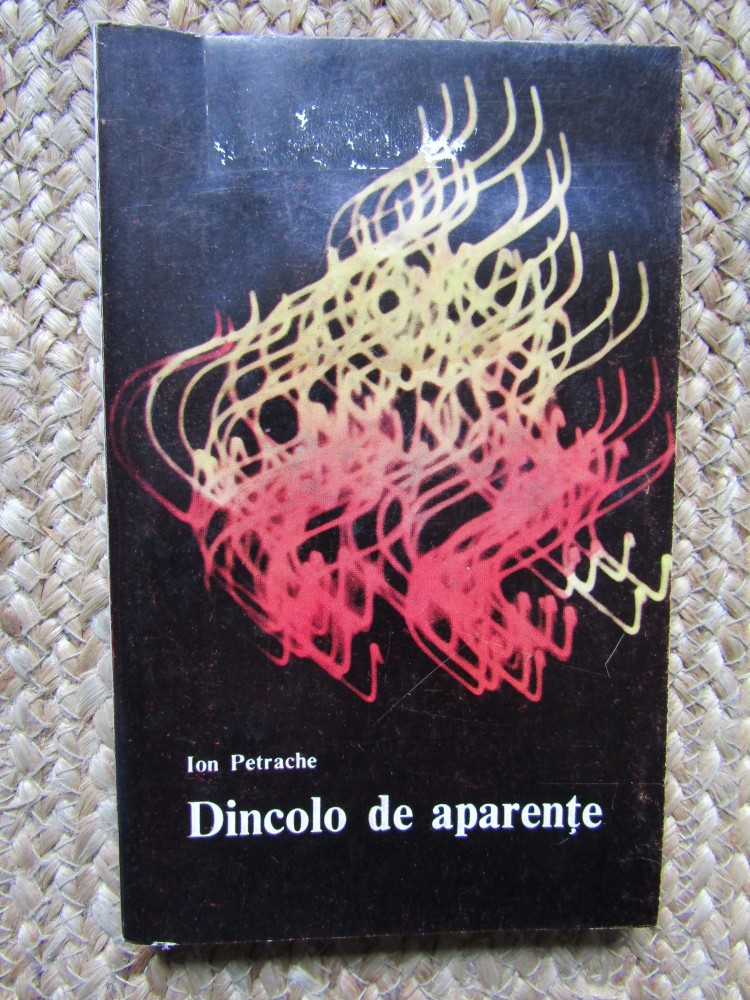 Ion Petrache
Dincolo de aparențe